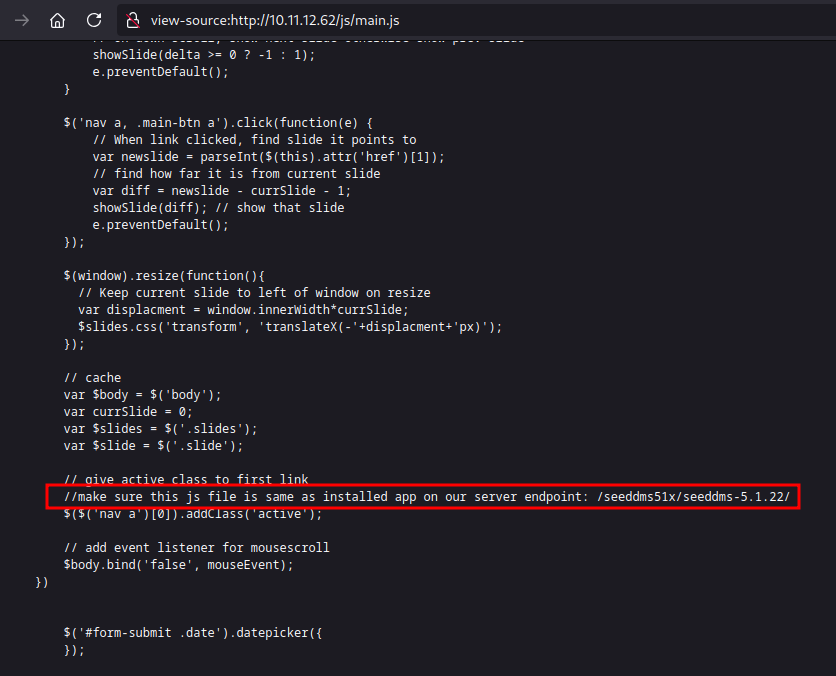 view-source:http://10.11.12.62/js/main.js
showSlide(delta >= 0 ? -1 : 1);
e.preventDefault();
}
$('nav a, .main-btn a').click(function(e) {
// When link clicked, find slide it points to
var newslide = parseInt($(this).attr('href')[1]);
// find how far it is from current slide
var diff = newslide - currSlide - 1;
showSlide(diff); // show that slide
e.preventDefault();
});
$(window).resize(function(){
// Keep current slide to left of window on resize
var displacment = window.innerWidth*currSlide;
$slides.css('transform', 'translateX(-'+displacment+'px)');
});
// cache
var $body = $('body');
var currSlide = 0;
var $slides = $('.slides');
var $slide = $('.slide');
// give active class to first link
//make sure this js file is same as installed app on our server endpoint: /seeddms51x/seeddms-5.1.22/
$($('nav a')[0]).addClass('active');
// add event listener for mousescroll
$body.bind('false', mouseEvent);
})
$('#form-submit .date').datepicker({
});